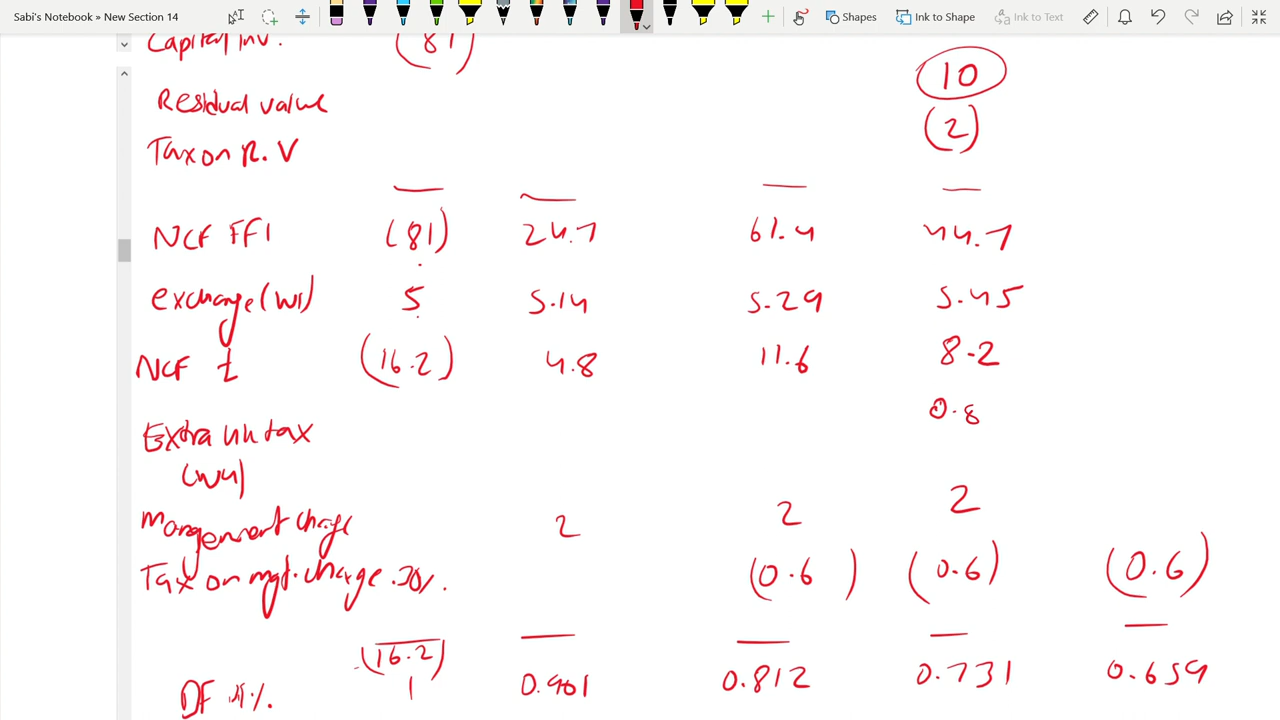 Sabi's Notebook » New Section 14 Shapes Ink to Shape Ink to Text
Capital inv. (81)
10
Residual value
(2)
Tax on R.V
NCF FF1 (81) 24.7 61.4 44.7
exchange (W1) 5 5.14 5.29 5.45
NCF £ (16.2) 4.8 11.6 8.2
0.8
Extra UK tax
(W4)
Mangement charge 2 2 2
Tax on mgt. charge 30%. (0.6) (0.6) (0.6)
(16.2)
DF 11%. 1 0.901 0.812 0.731 0.659